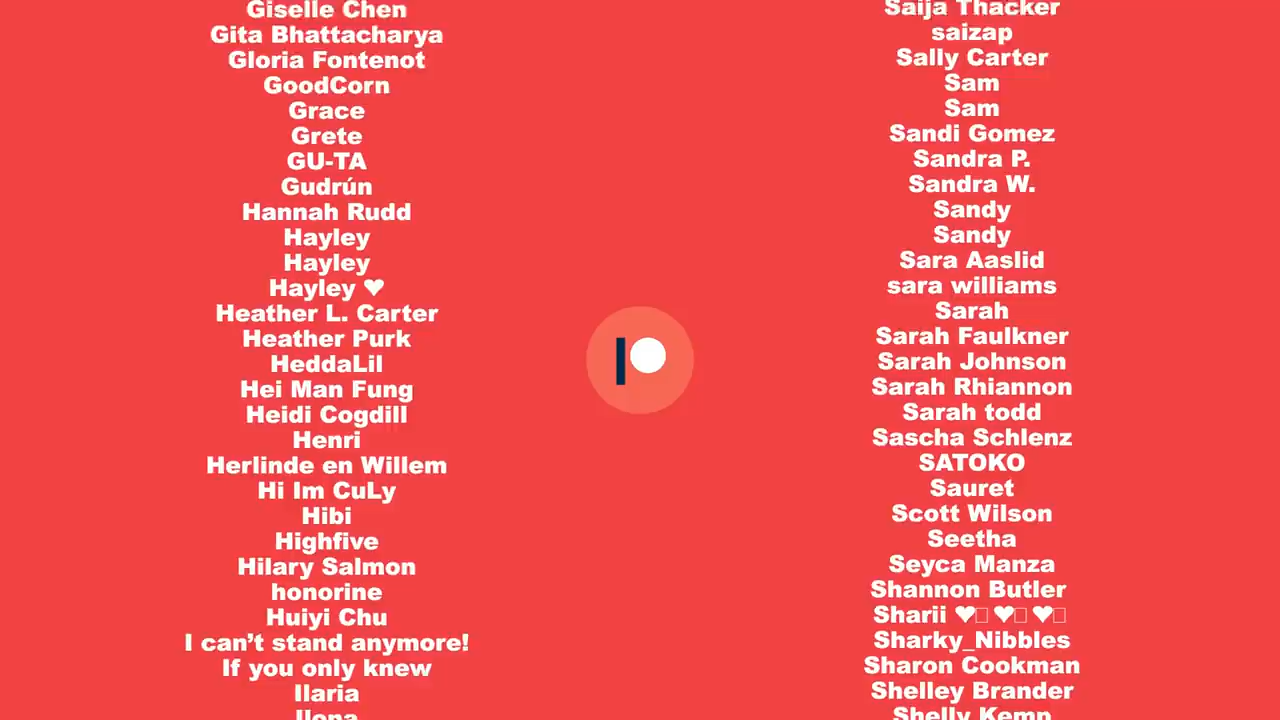 Giselle Chen
Gita Bhattacharya
Gloria Fontenot
GoodCorn
Grace
Grete
GU-TA
Gudrún
Hannah Rudd
Hayley
Hayley
Hayley ♥
Heather L. Carter
Heather Purk
HeddaLil
Hei Man Fung
Heidi Cogdill
Henri
Herlinde en Willem
Hi Im CuLy
Hibi
Highfive
Hilary Salmon
honorine
Huiyi Chu
I can’t stand anymore!
If you only knew
Ilaria
Ilona
Saija Thacker
saizap
Sally Carter
Sam
Sam
Sandi Gomez
Sandra P.
Sandra W.
Sandy
Sandy
Sara Aaslid
sara williams
Sarah
Sarah Faulkner
Sarah Johnson
Sarah Rhiannon
Sarah todd
Sascha Schlenz
SATOKO
Sauret
Scott Wilson
Seetha
Seyca Manza
Shannon Butler
Sharii ♥□ ♥□ ♥□
Sharky_Nibbles
Sharon Cookman
Shelley Brander
Shelly Kemp